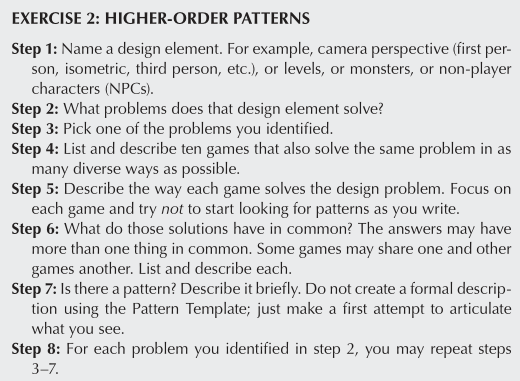 EXERCISE 2: HIGHER-ORDER PATTERNS
Step 1: Name a design element. For example, camera perspective (first per-
son, isometric, third person, etc.), or levels, or monsters, or non-player
characters (NPCs).
Step 2: What problems does that design element solve?
Step 3: Pick one of the problems you identified.
Step 4: List and describe ten games that also solve the same problem in as
many diverse ways as possible.
Step 5: Describe the way each game solves the design problem. Focus on
each game and try not to start looking for patterns as you write.
Step 6: What do those solutions have in common? The answers may have
more than one thing in common. Some games may share one and other
games another. List and describe each.
Step 7: Is there a pattern? Describe it briefly. Do not create a formal descrip-
tion using the Pattern Template; just make a first attempt to articulate
what you see.
Step 8: For each problem you identified in step 2, you may repeat steps
3–7.